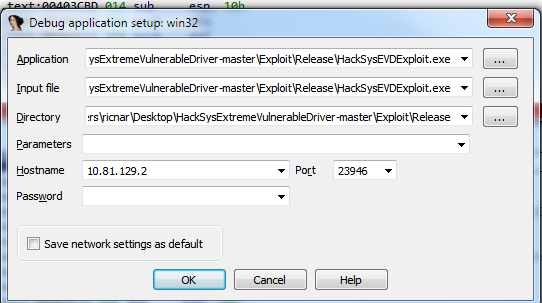 text:00403CBD 014 sub esp, 10h
Debug application setup: win32
Application ysExtremeVulnerableDriver-master\Exploit\Release\HackSysEVDExploit.exe ...
Input file ysExtremeVulnerableDriver-master\Exploit\Release\HackSysEVDExploit.exe ...
Directory ers\ricnar\Desktop\HackSysExtremeVulnerableDriver-master\Exploit\Release ...
Parameters
Hostname 10.81.129.2 Port 23946
Password
Save network settings as default
OK Cancel Help